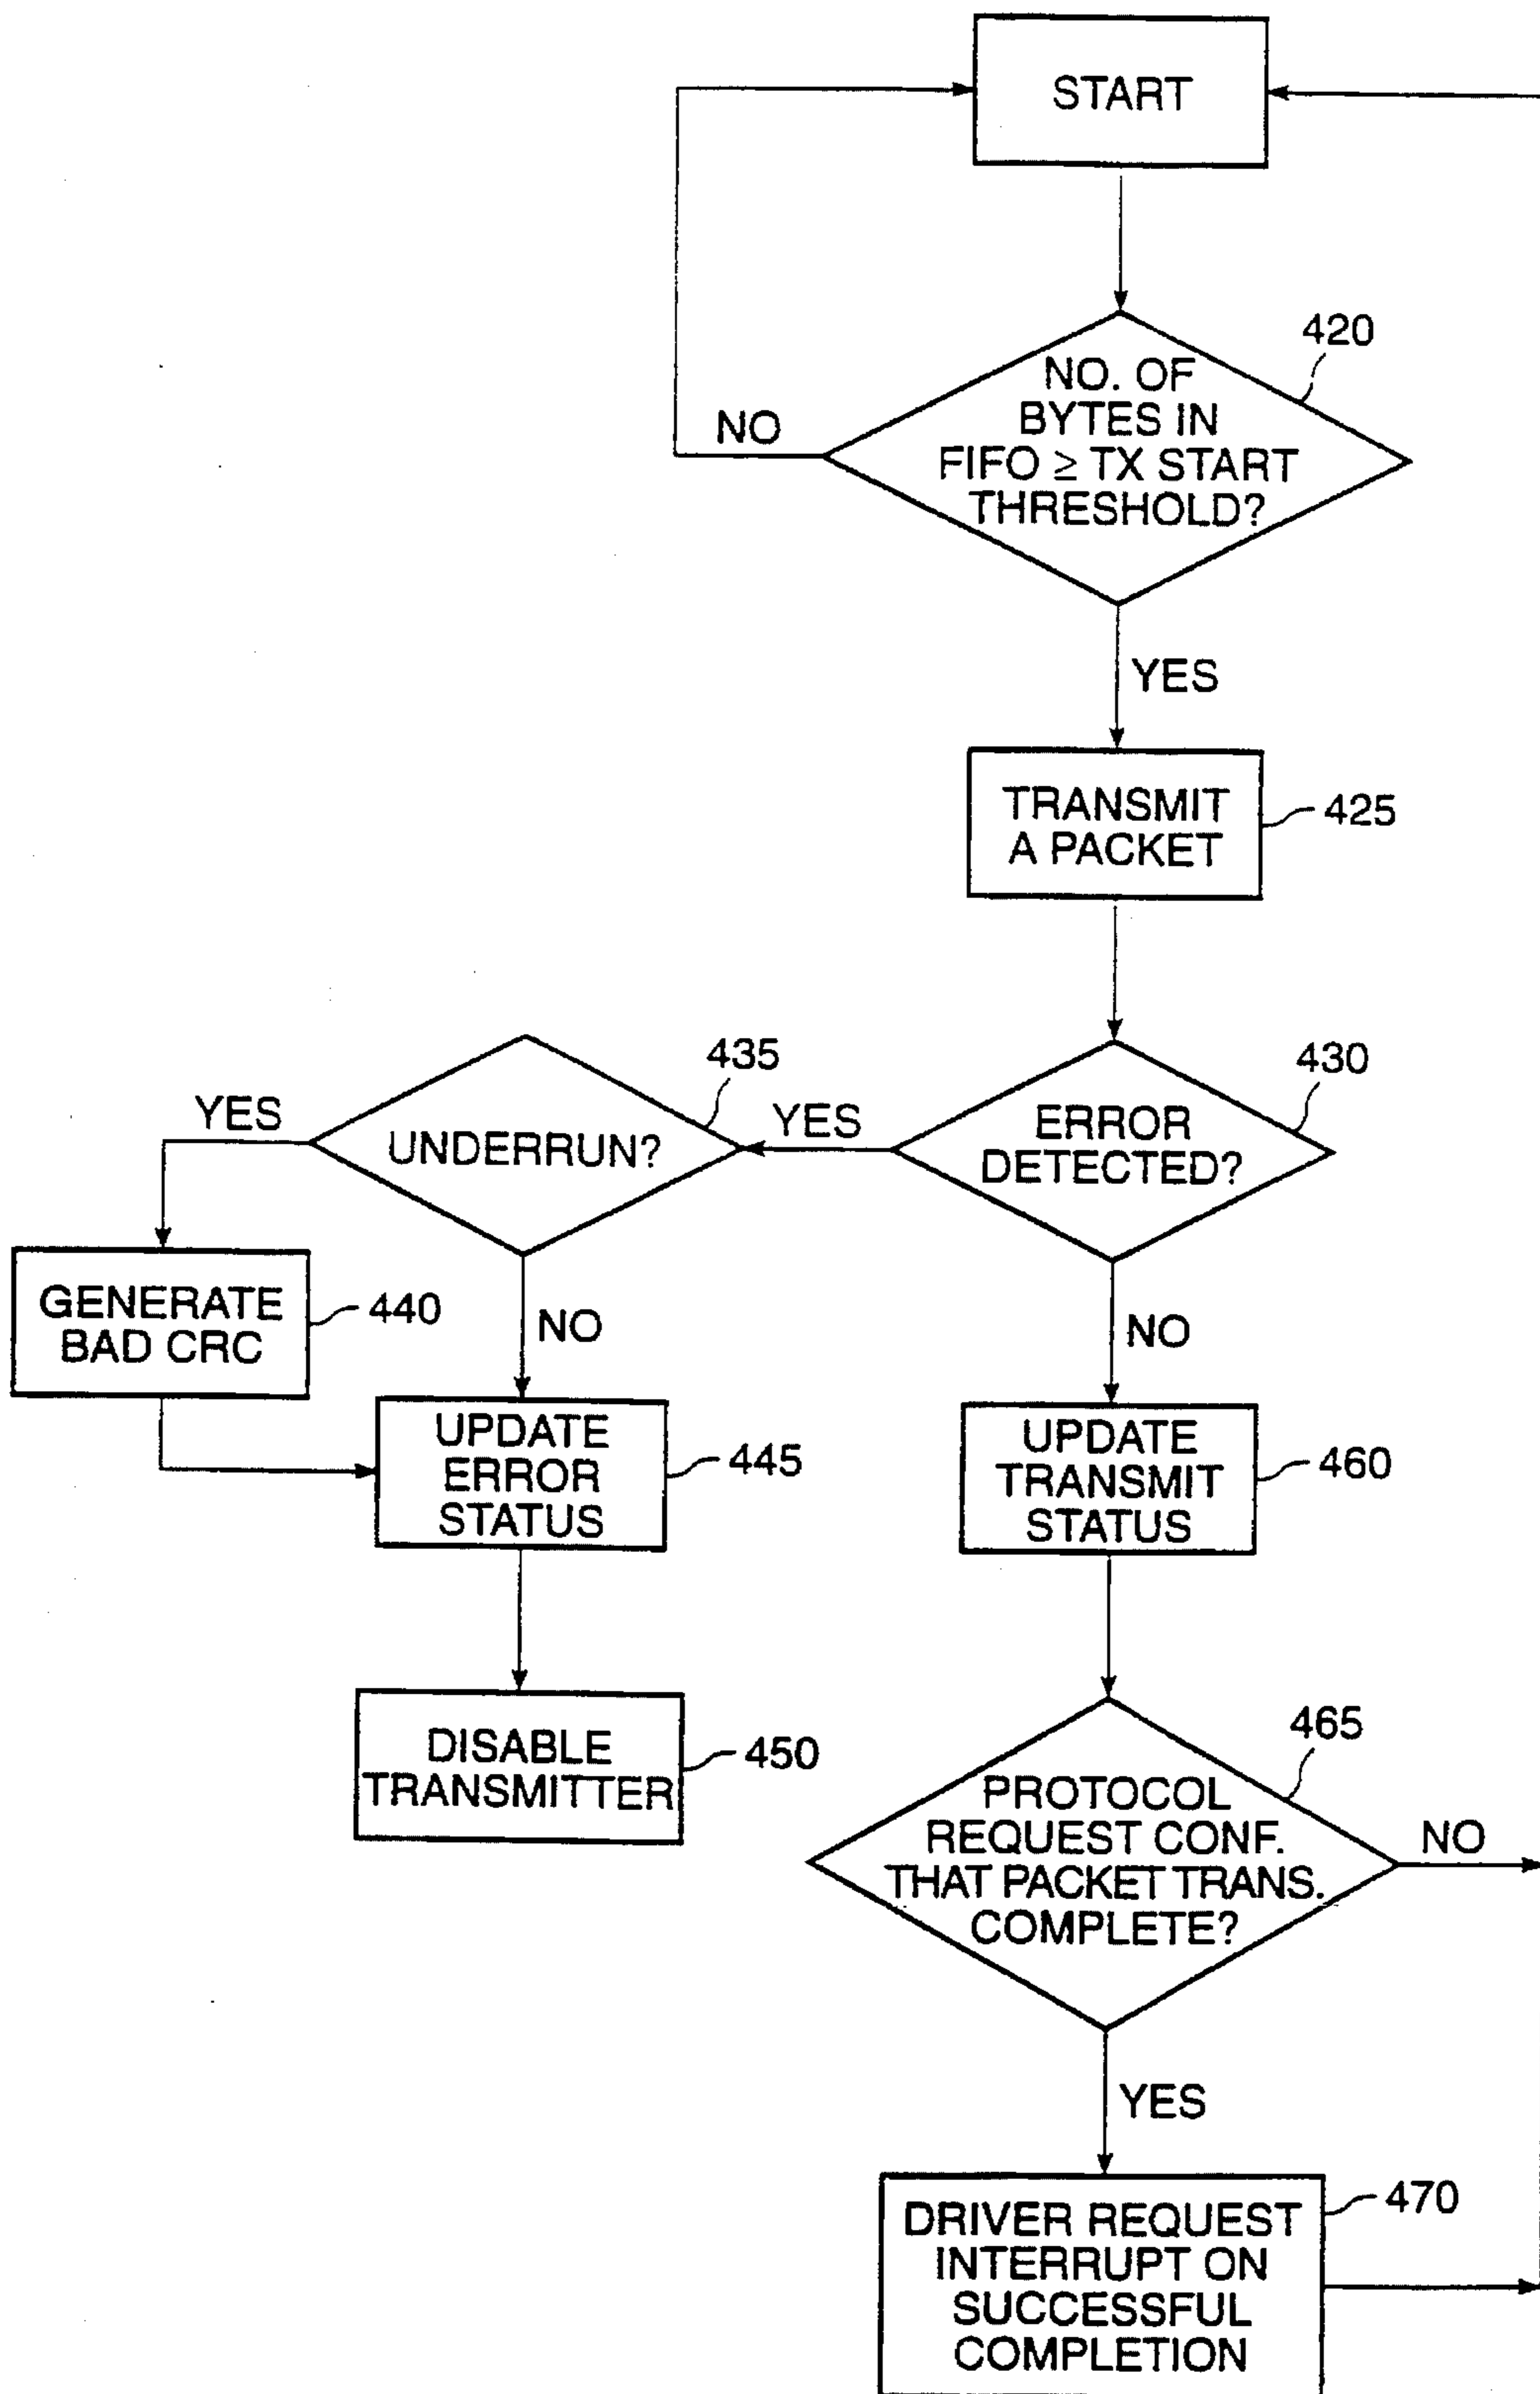 START
420
NO. OF
BYTES IN
FIFO ≥ TX START
THRESHOLD?
NO
YES
TRANSMIT
A PACKET
425
435
430
YES
UNDERRUN?
YES
ERROR
DETECTED?
GENERATE
BAD CRC
440
NO
NO
UPDATE
ERROR
STATUS
445
UPDATE
TRANSMIT
STATUS
460
DISABLE
TRANSMITTER
450
465
PROTOCOL
REQUEST CONF.
THAT PACKET TRANS.
COMPLETE?
NO
YES
DRIVER REQUEST
INTERRUPT ON
SUCCESSFUL
COMPLETION
470